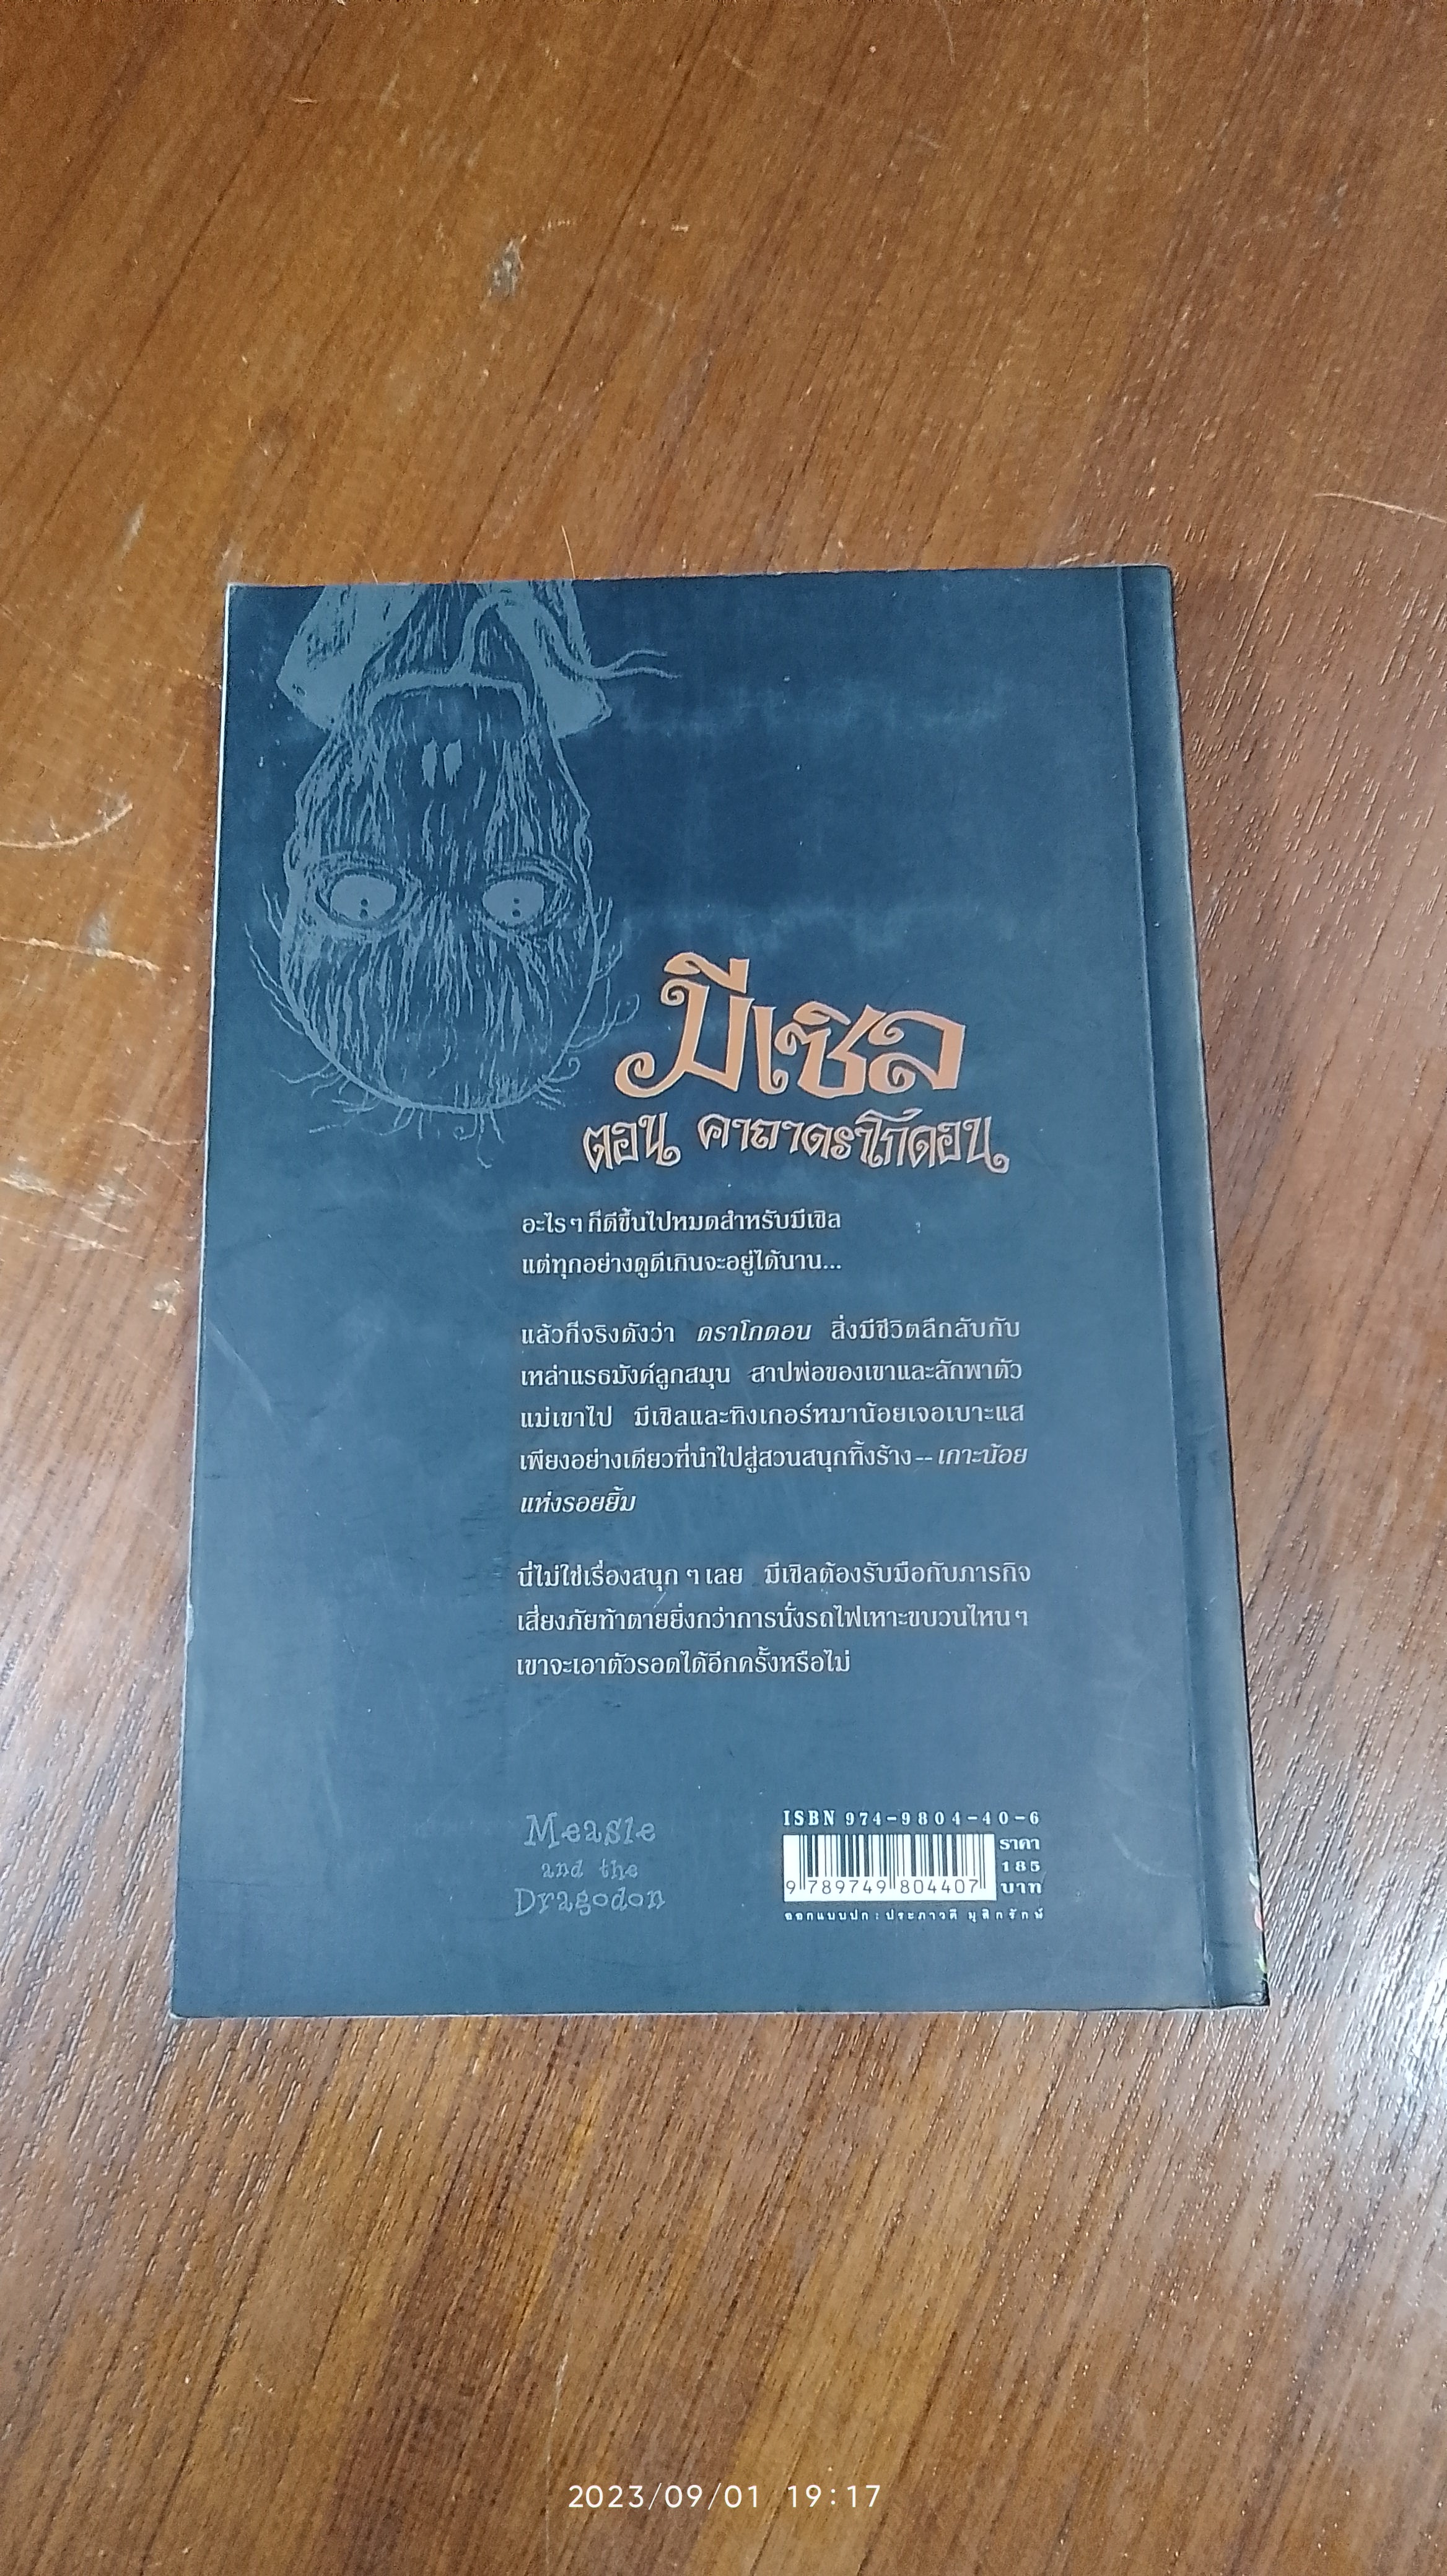 มีเซิล
ตอน คาถาดราโก้ดอน
อะไรๆ ก็ดีขึ้นไปหมดสำหรับมีเซิล
แต่ทุกอย่างดูดีเกินจะอยู่ได้นาน...
แล้วก็จริงดังว่า ดราโกดอน สิ่งมีชีวิตลึกลับกับ
เหล่าแรธมังค์ลูกสมุน สาปพ่อของเขาและลักพาตัว
แม่เขาไป มีเซิลและทิงเกอร์หมาน้อยเจอเบาะแส
เพียงอย่างเดียวที่นำไปสู่สวนสนุกทิ้งร้าง -- เกาะน้อย
แห่งรอยยิ้ม
นี่ไม่ใช่เรื่องสนุก ๆ เลย มีเซิลต้องรับมือกับภารกิจ
เสี่ยงภัยท้าตายยิ่งกว่าการนั่งรถไฟเหาะขบวนไหน ๆ
เขาจะเอาตัวรอดได้อีกครั้งหรือไม่
Measle
and the
Dragodon
ISBN 974-9804-40-6
ราคา
185
บาท
9 789749 804407
ออกแบบปก : ประภาวดี มุสิกรักษ์
2023/09/01 19:17